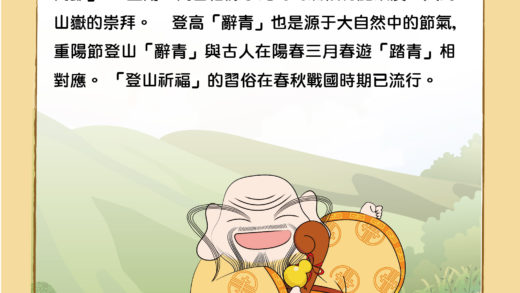 山嶽的崇拜。 登高「辭青」也是源于大自然中的節氣,
重陽節登山「辭青」與古人在陽春三月春遊「踏青」相
對應。 「登山祈福」的習俗在春秋戰國時期已流行。